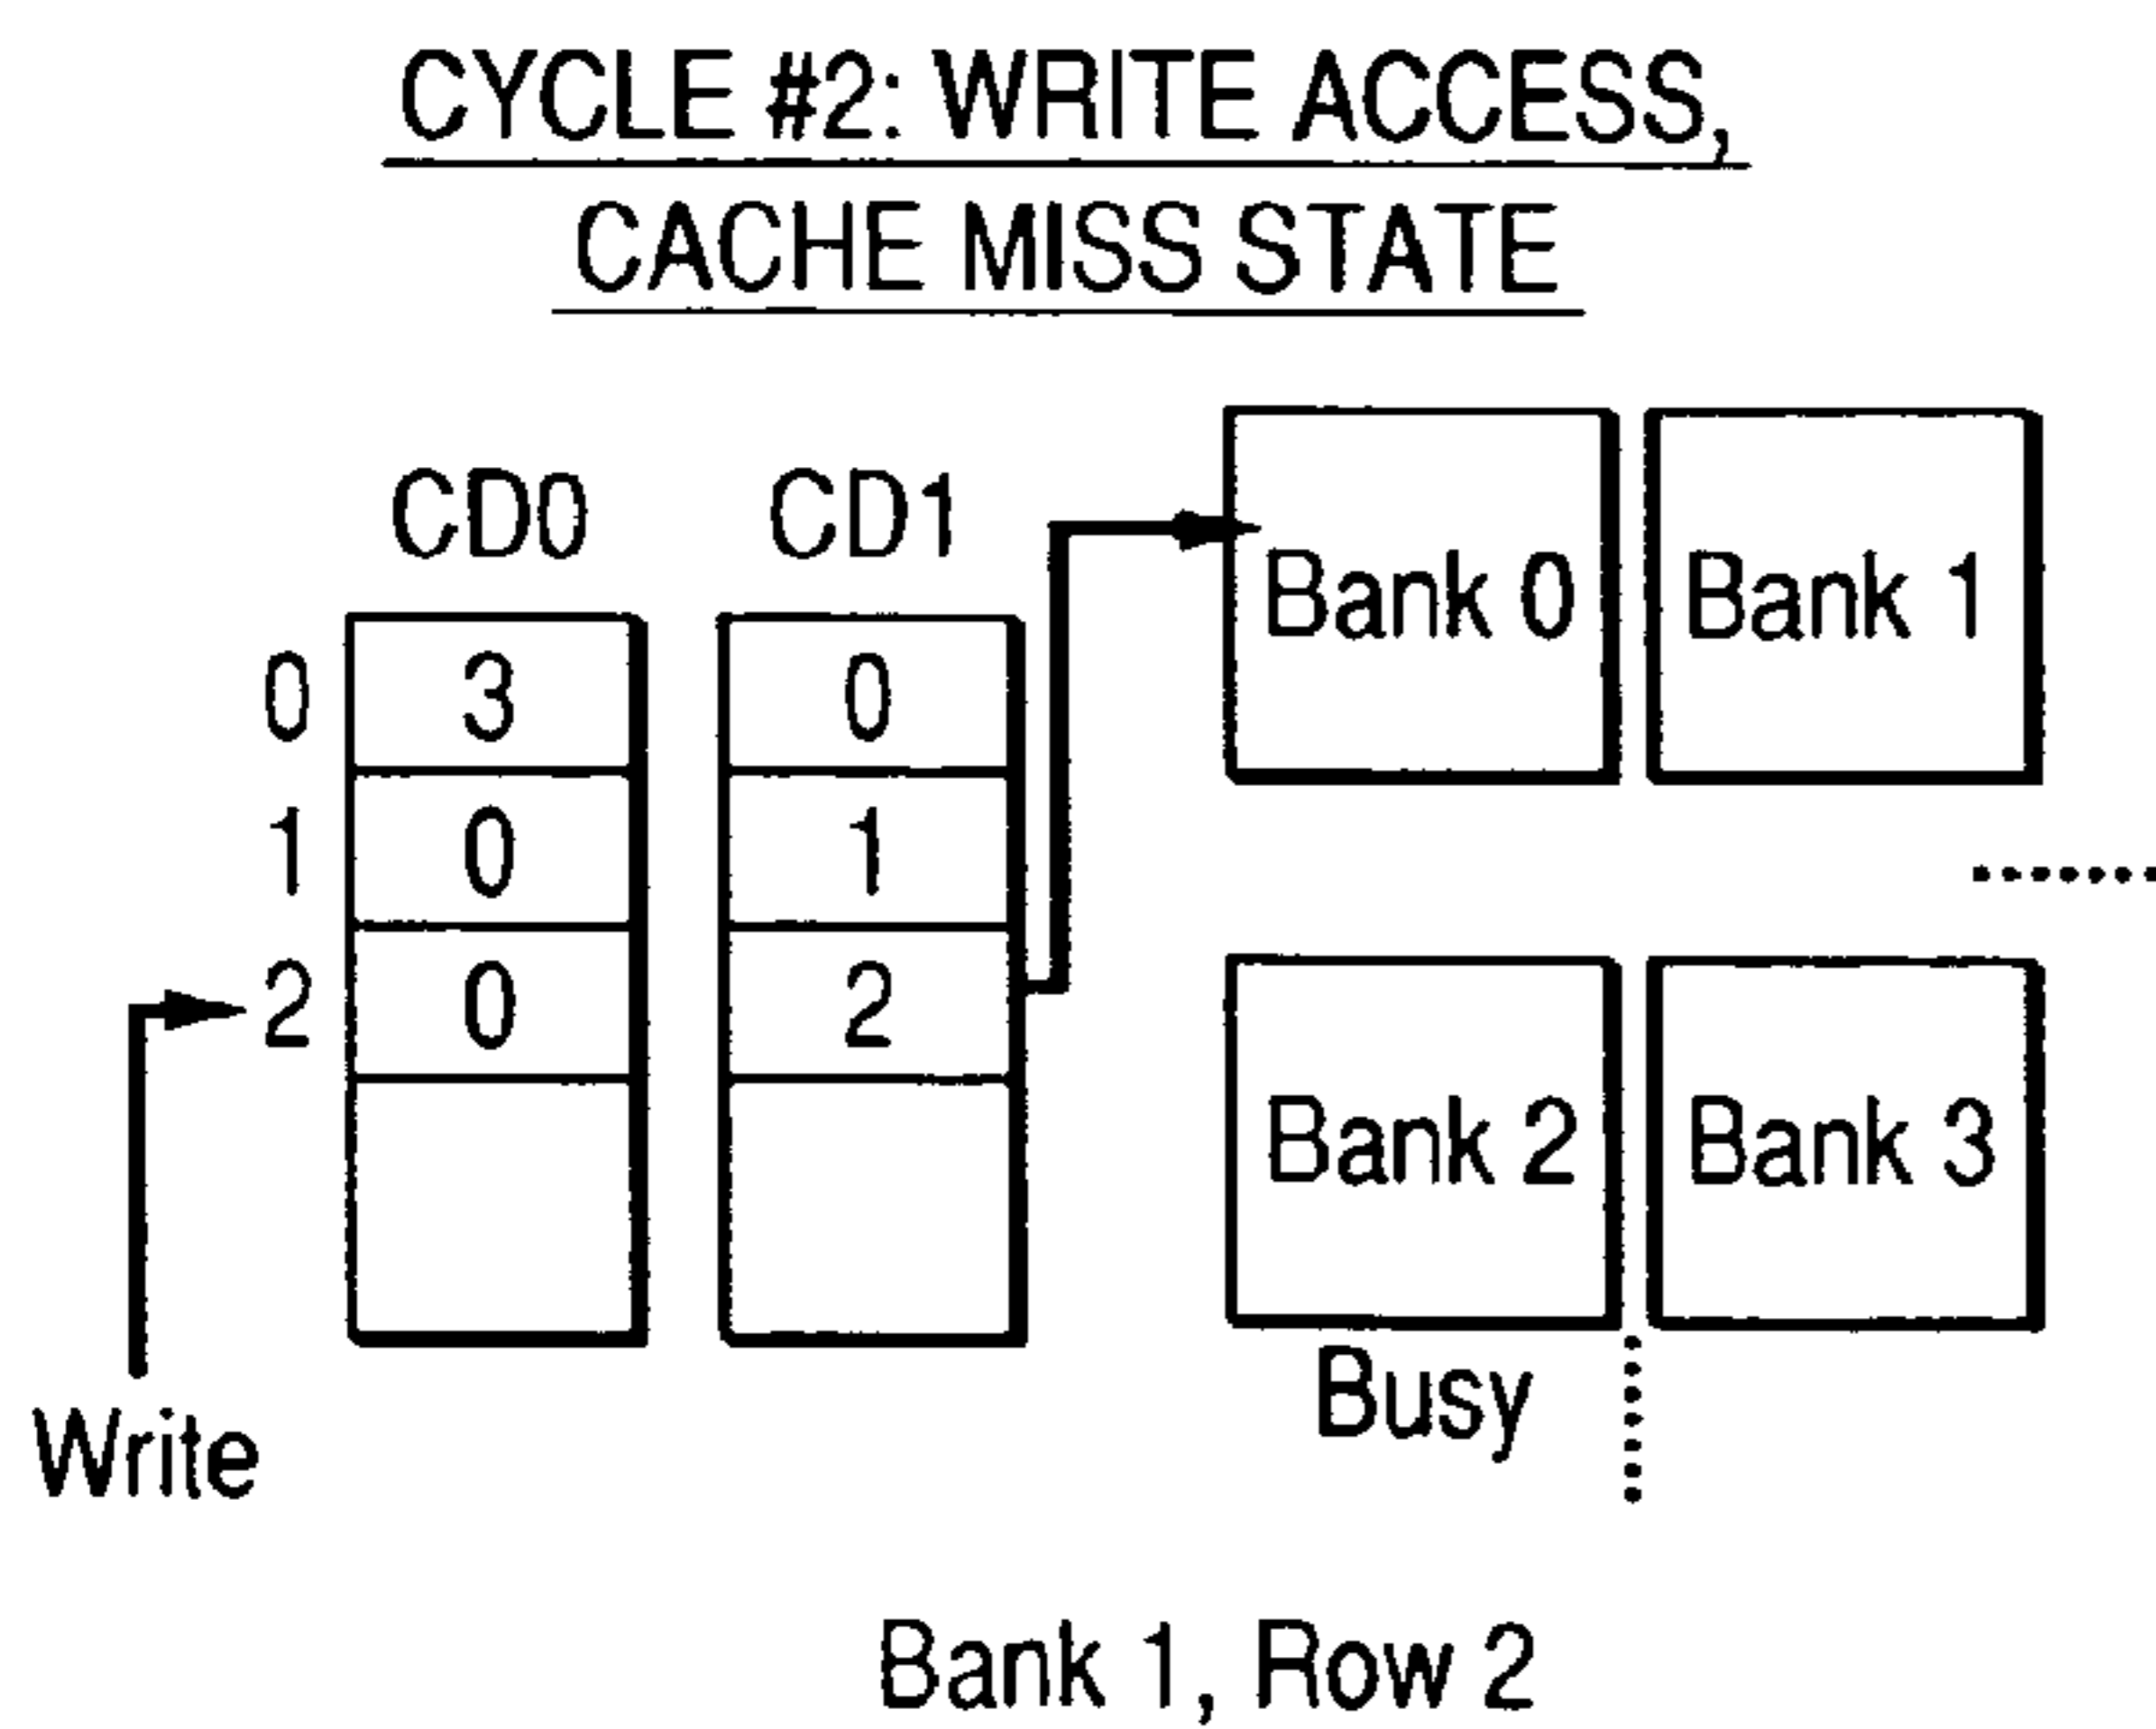 CYCLE #2: WRITE ACCESS,
CACHE MISS STATE
CD0 CD1
Bank 0 Bank 1
0 3 0
1 0 1
2 0 2
Bank 2 Bank 3
Busy
Write
Bank 1, Row 2